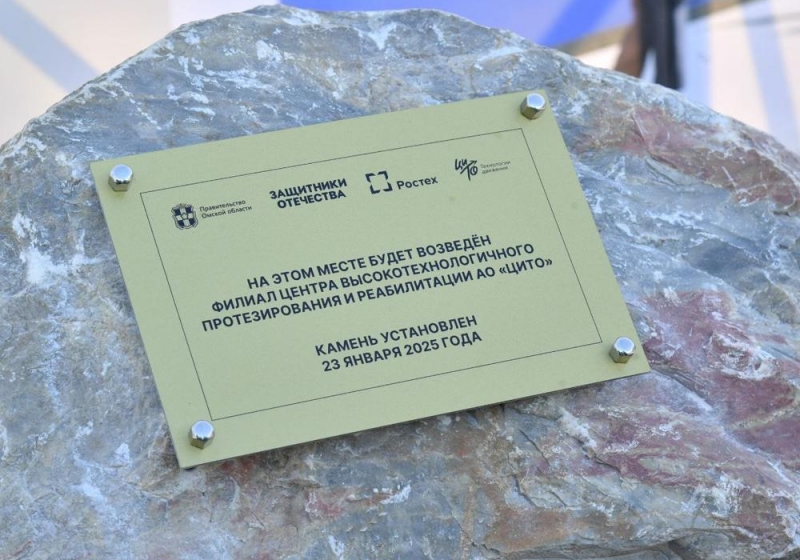 Правительство
Омской области
ЗАЩИТНИКИ
ОТЕЧЕСТВА
Ростех
ЦИТО
Технологии
движения
НА ЭТОМ МЕСТЕ БУДЕТ ВОЗВЕДЁН
ФИЛИАЛ ЦЕНТРА ВЫСОКОТЕХНОЛОГИЧНОГО
ПРОТЕЗИРОВАНИЯ И РЕАБИЛИТАЦИИ АО «ЦИТО»
КАМЕНЬ УСТАНОВЛЕН
23 ЯНВАРЯ 2025 ГОДА